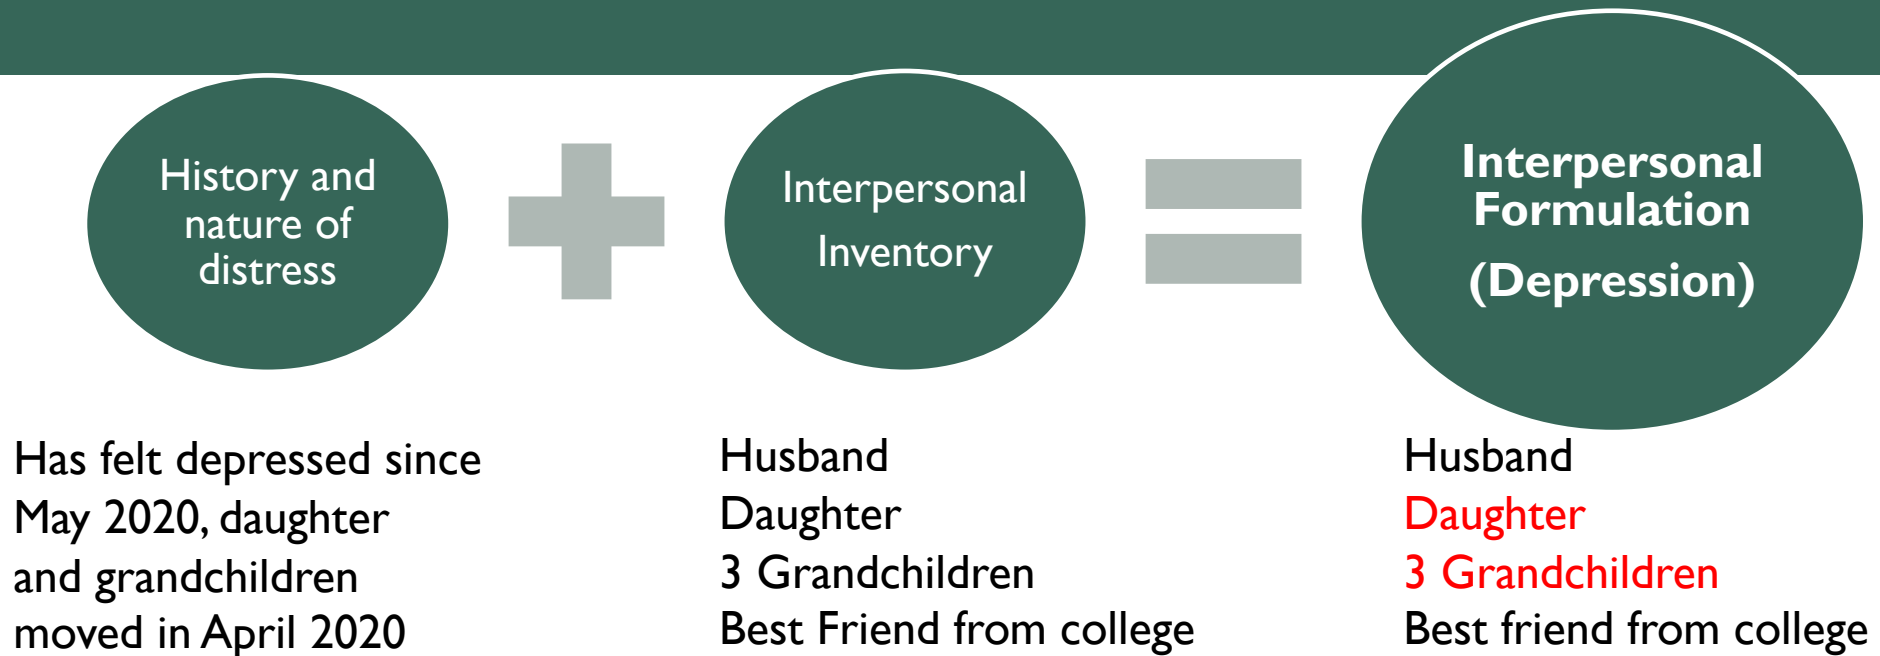 History and
nature of
distress
Interpersonal
Inventory
Interpersonal
Formulation
(Depression)
Has felt depressed since
May 2020, daughter
and grandchildren
moved in April 2020
Husband
Daughter
3 Grandchildren
Best Friend from college
Husband
Daughter
3 Grandchildren
Best friend from college